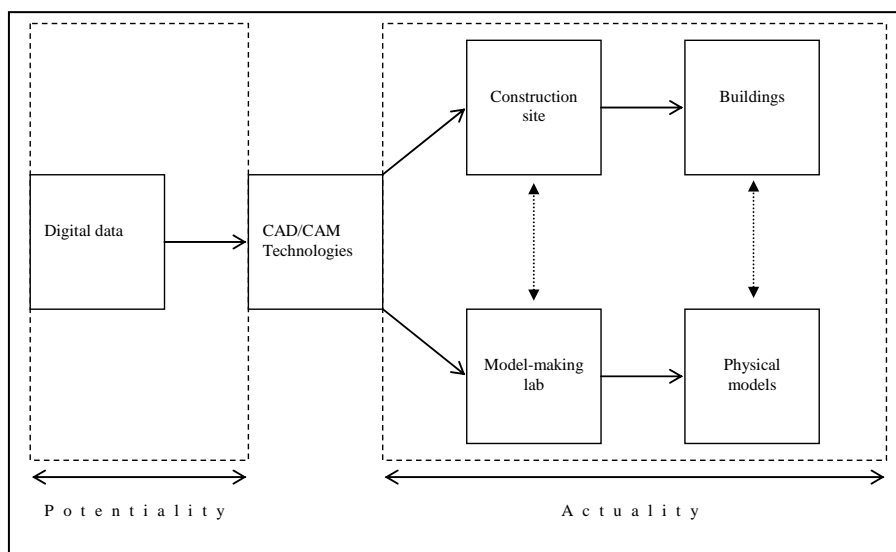 Construction
site
Buildings
Digital data
CAD/CAM
Technologies
Model-making
lab
Physical
models
Potentiality
Actuality